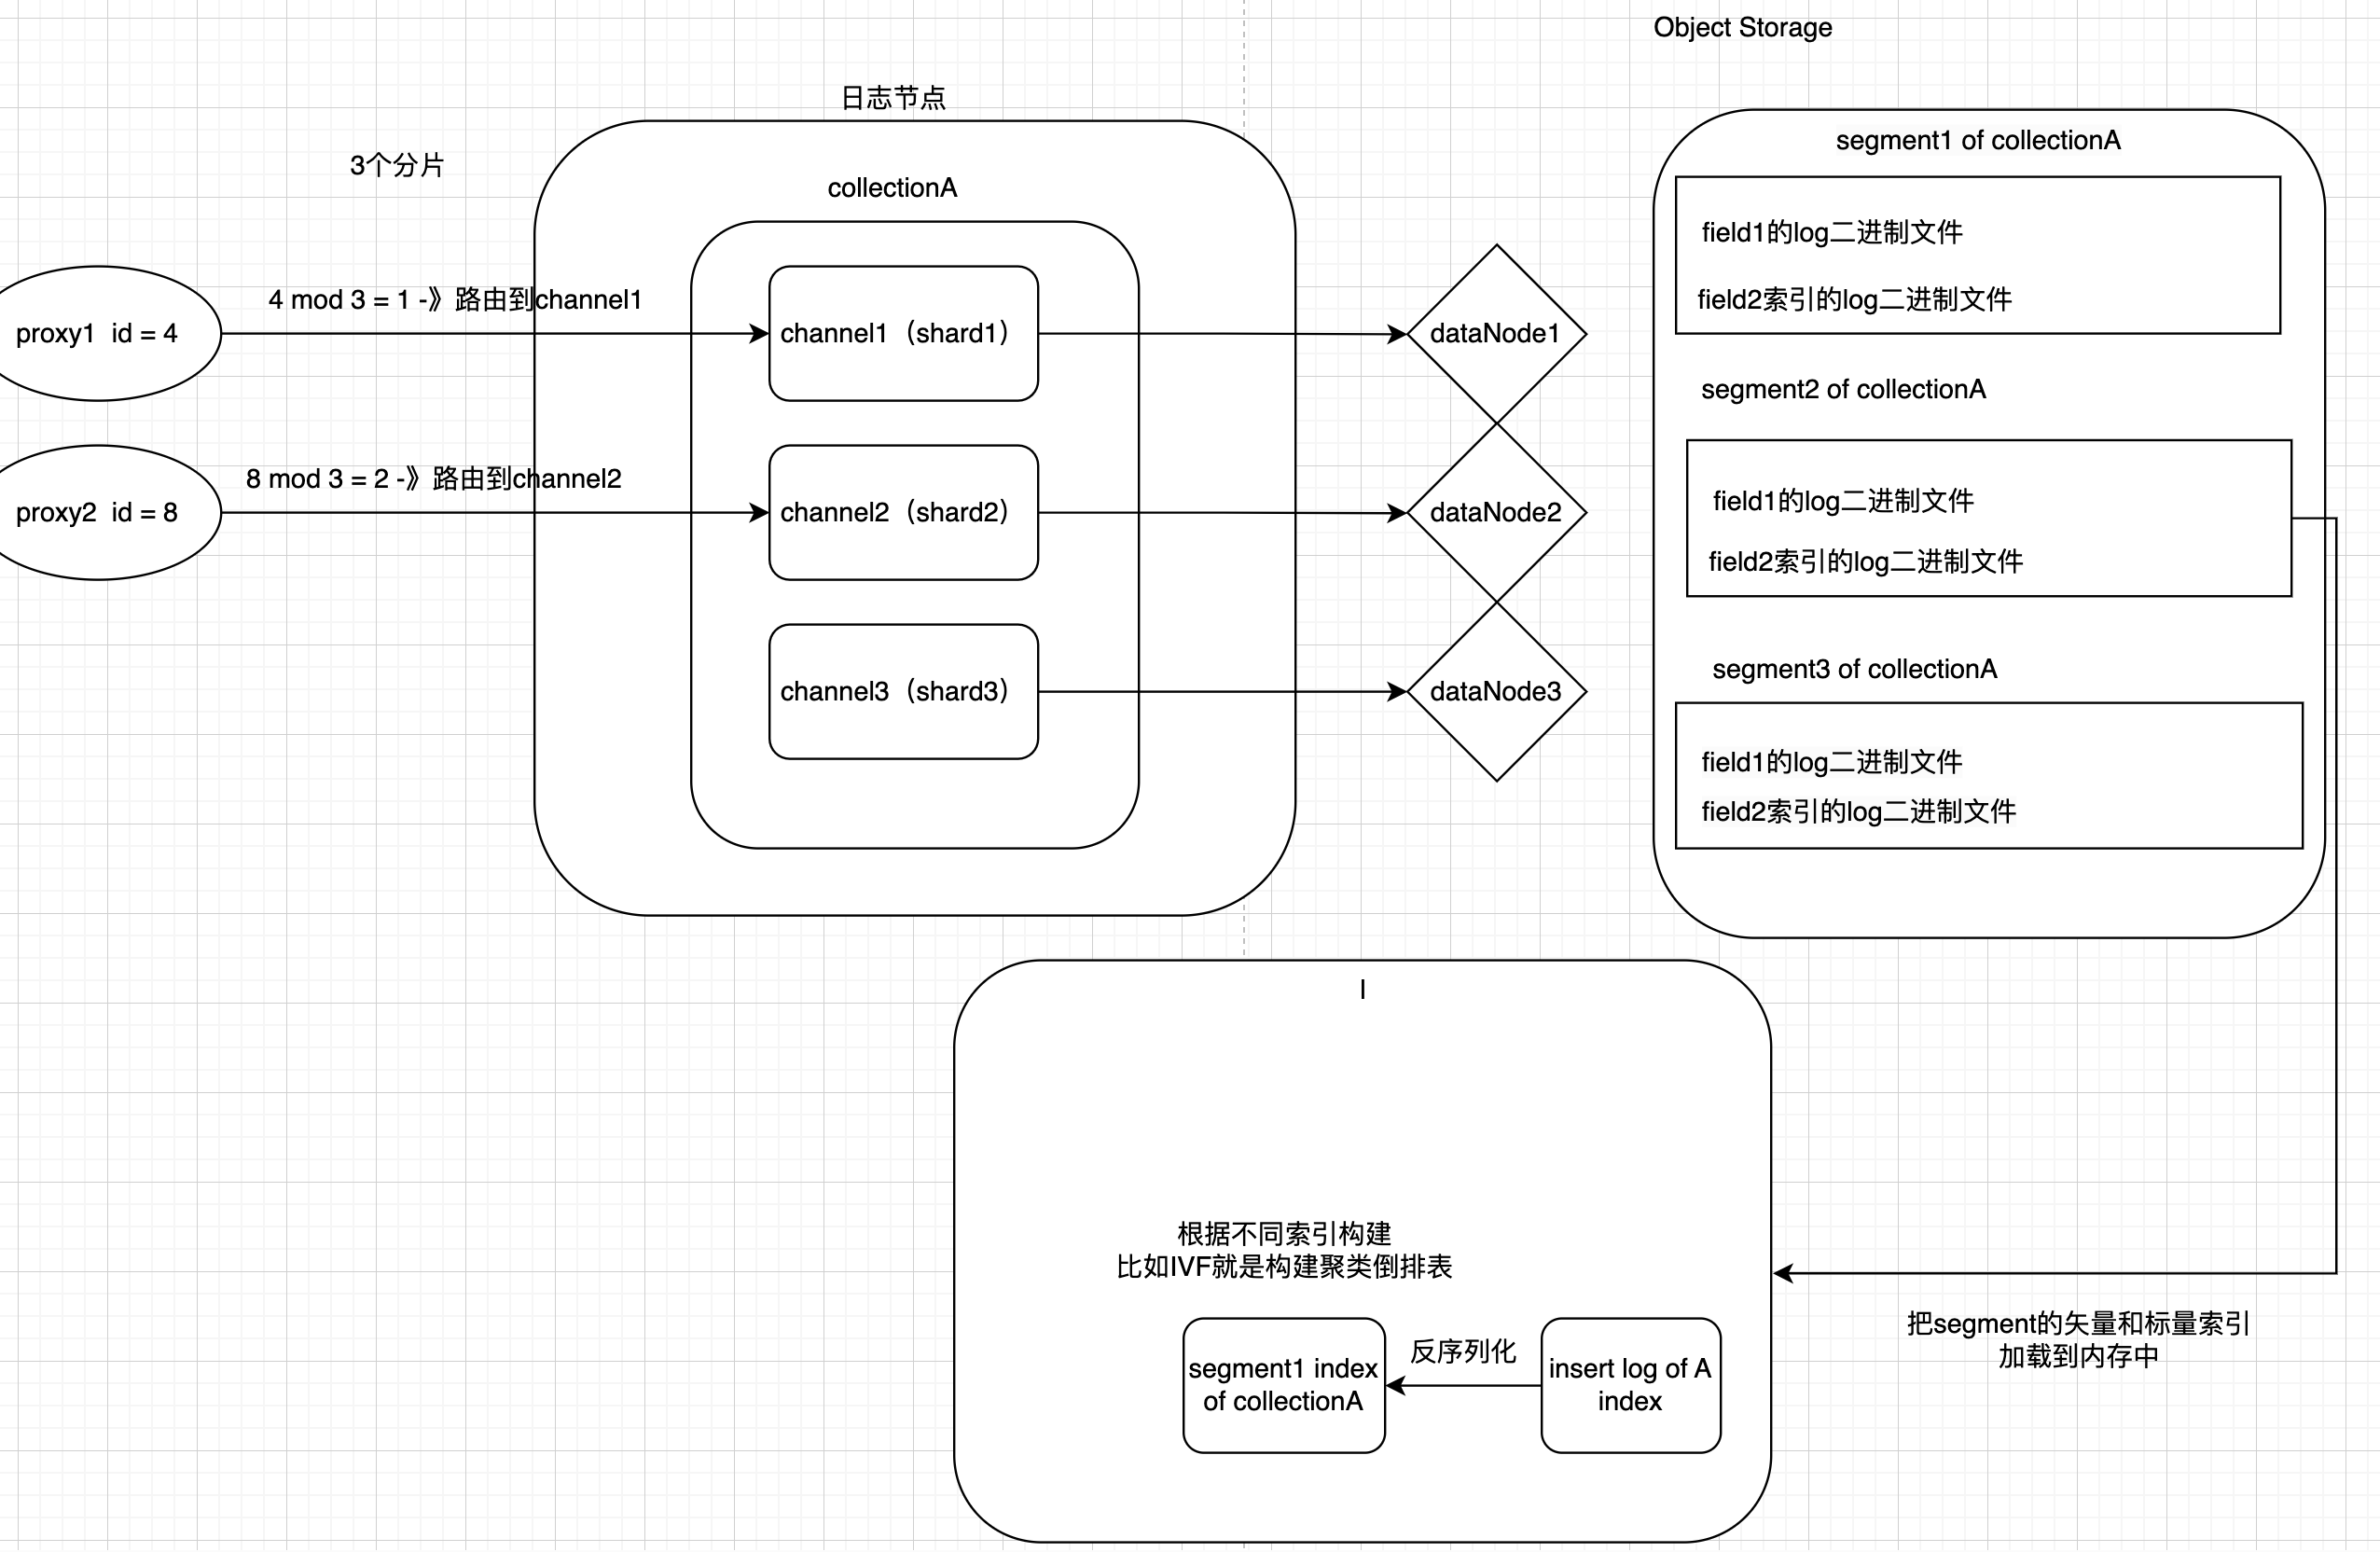 Object Storage
日志节点
3个分片
collectionA
proxy1 id = 4
4 mod 3 = 1 -》路由到channel1
channel1（shard1）
dataNode1
proxy2 id = 8
8 mod 3 = 2 -》路由到channel2
channel2（shard2）
dataNode2
channel3（shard3）
dataNode3
segment1 of collectionA
field1的log二进制文件
field2索引的log二进制文件
segment2 of collectionA
field1的log二进制文件
field2索引的log二进制文件
segment3 of collectionA
field1的log二进制文件
field2索引的log二进制文件
I
根据不同索引构建
比如IVF就是构建聚类倒排表
segment1 index
of collectionA
反序列化
insert log of A
index
把segment的矢量和标量索引
加载到内存中